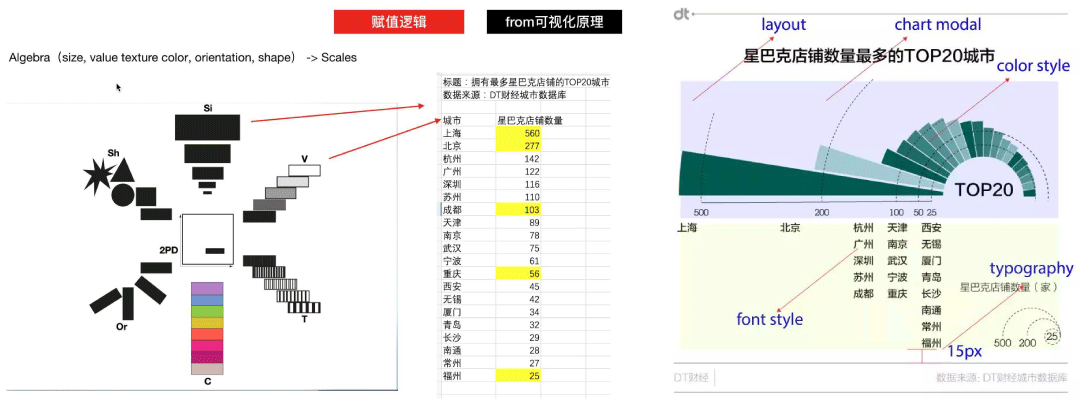 赋值逻辑
from可视化原理
Algebra（size, value texture color, orientation, shape） -> Scales
Si
Sh
V
2PD
Or
T
C
标题：拥有最多星巴克店铺的TOP20城市
数据来源：DT财经城市数据库
城市 星巴克店铺数量
上海 560
北京 277
杭州 142
广州 122
深圳 116
苏州 110
成都 103
天津 89
南京 78
武汉 75
宁波 61
重庆 56
西安 45
无锡 42
厦门 34
青岛 32
长沙 29
南通 28
常州 27
福州 25
dt
layout
chart modal
星巴克店铺数量最多的TOP20城市
color style
TOP20
500 200 100 50 25
上海 北京 杭州 天津 西安
广州 南京 无锡
深圳 武汉 厦门
苏州 宁波 青岛
成都 重庆 长沙
南通
常州
福州
typography
星巴克店铺数量（家）
font style
500 200 25
15px
DT财经
数据来源: DT财经城市数据库